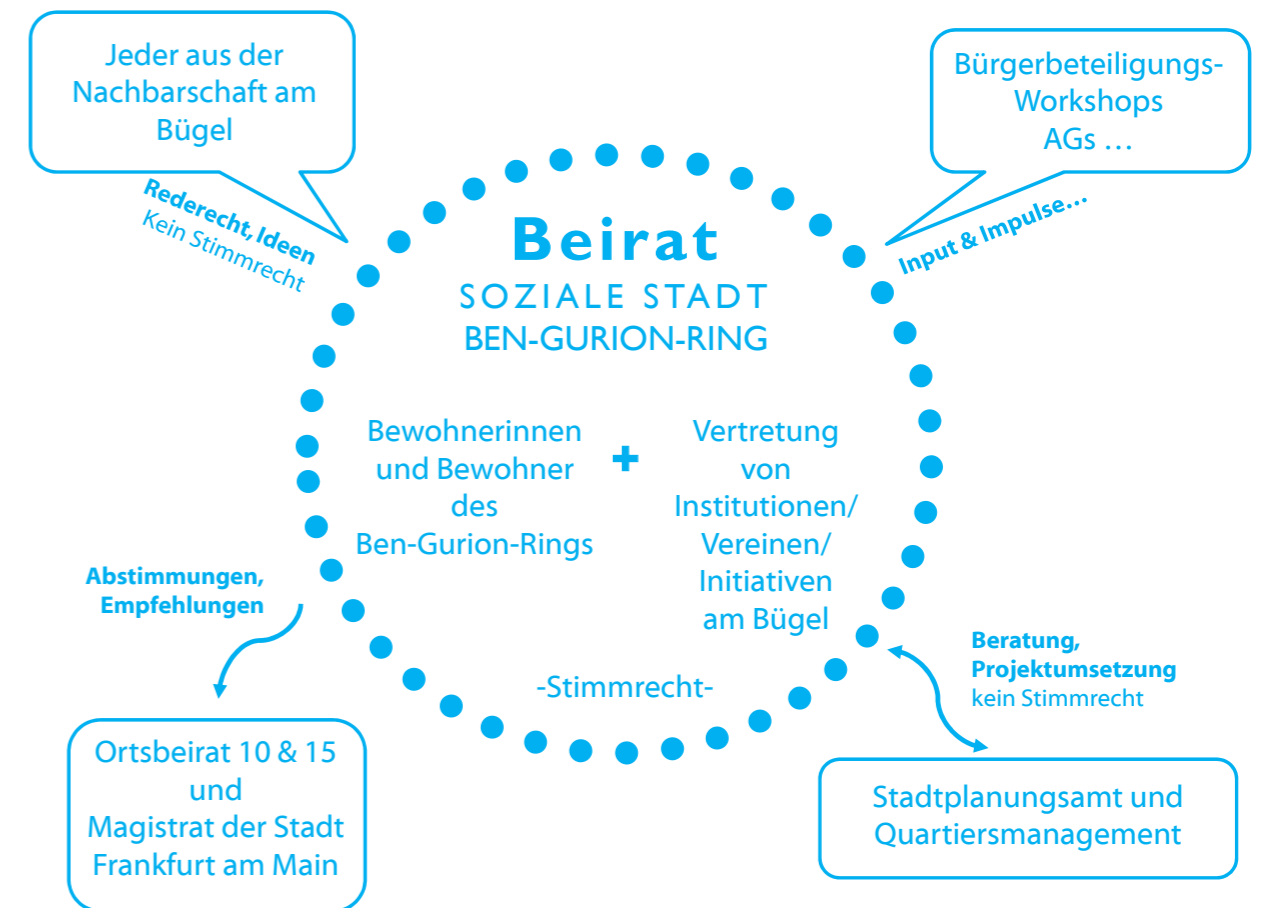 Jeder aus der
Nachbarschaft am
Bügel
Rederecht, Ideen
Kein Stimmrecht
Bürgerbeteiligungs-
Workshops
AGs …
Input & Impulse…
Beirat
SOZIALE STADT
BEN-GURION-RING
Bewohnerinnen
und Bewohner
des
Ben-Gurion-Rings
+
Vertretung
von
Institutionen/
Vereinen/
Initiativen
am Bügel
-Stimmrecht-
Abstimmungen,
Empfehlungen
Ortsbeirat 10 & 15
und
Magistrat der Stadt
Frankfurt am Main
Beratung,
Projektumsetzung
kein Stimmrecht
Stadtplanungsamt und
Quartiersmanagement